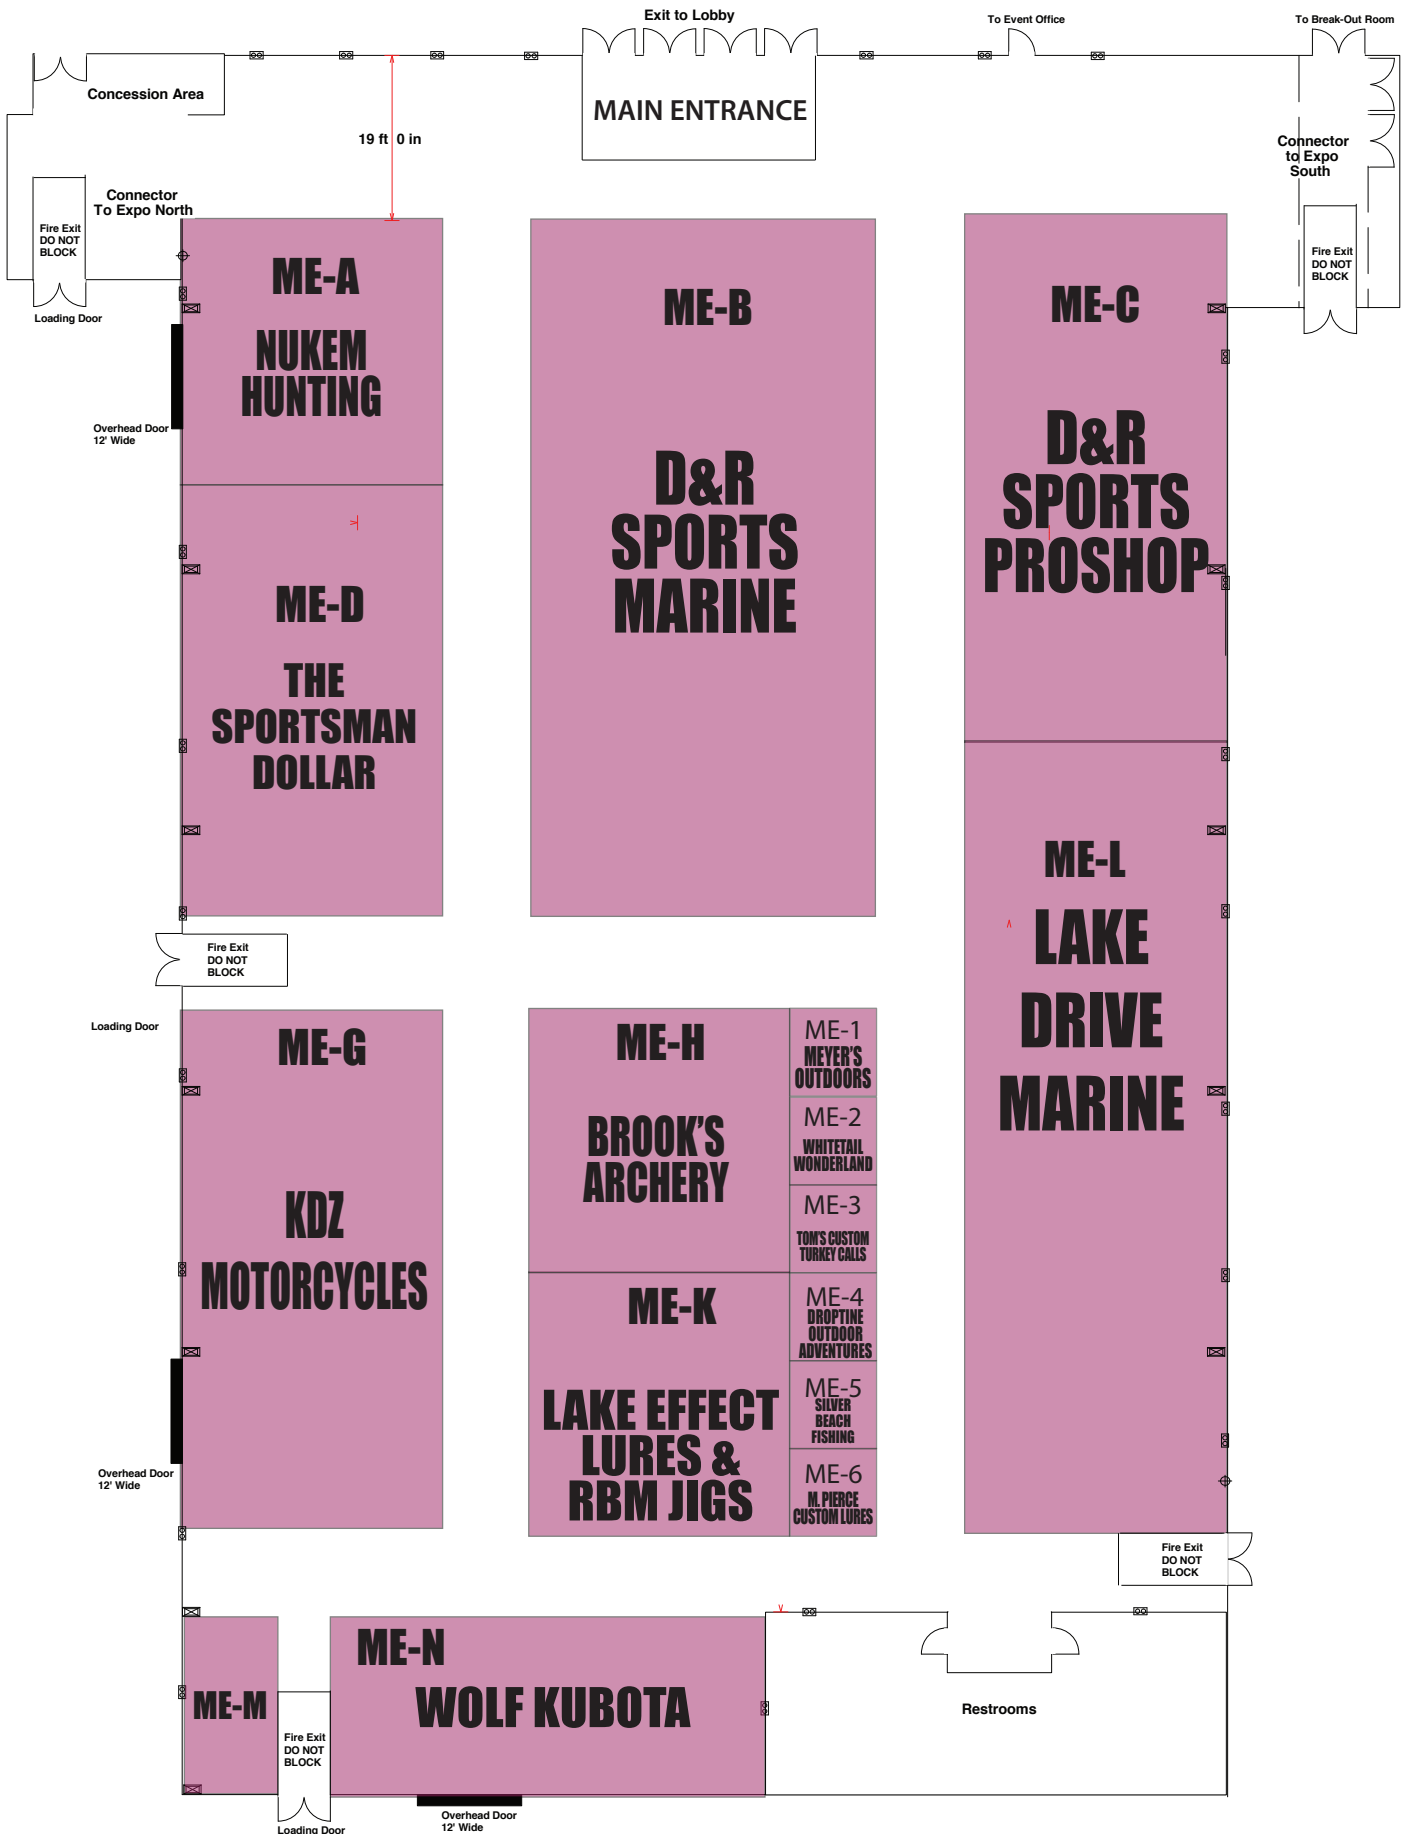 Exit to Lobby
To Event Office
To Break-Out Room
Concession Area
MAIN ENTRANCE
19 ft 0 in
Connector
to Expo
South
Connector
To Expo North
Fire Exit
DO NOT
BLOCK
Fire Exit
DO NOT
BLOCK
Loading Door
ME-A
NUKEM
HUNTING
Overhead Door
12' Wide
ME-B
D&R
SPORTS
MARINE
ME-C
D&R
SPORTS
PROSHOP
ME-D
THE
SPORTSMAN
DOLLAR
ME-L
LAKE
DRIVE
MARINE
Fire Exit
DO NOT
BLOCK
Loading Door
ME-G
KDZ
MOTORCYCLES
ME-H
BROOK'S
ARCHERY
ME-1
MEYER'S
OUTDOORS
ME-2
WHITETAIL
WONDERLAND
ME-3
TOM'S CUSTOM
TURKEY CALLS
ME-K
LAKE EFFECT
LURES &
RBM JIGS
ME-4
DROPTINE
OUTDOOR
ADVENTURES
ME-5
SILVER
BEACH
FISHING
ME-6
M. PIERCE
CUSTOM LURES
Overhead Door
12' Wide
Fire Exit
DO NOT
BLOCK
ME-M
Fire Exit
DO NOT
BLOCK
ME-N
WOLF KUBOTA
Restrooms
Overhead Door
12' Wide
Loading Door